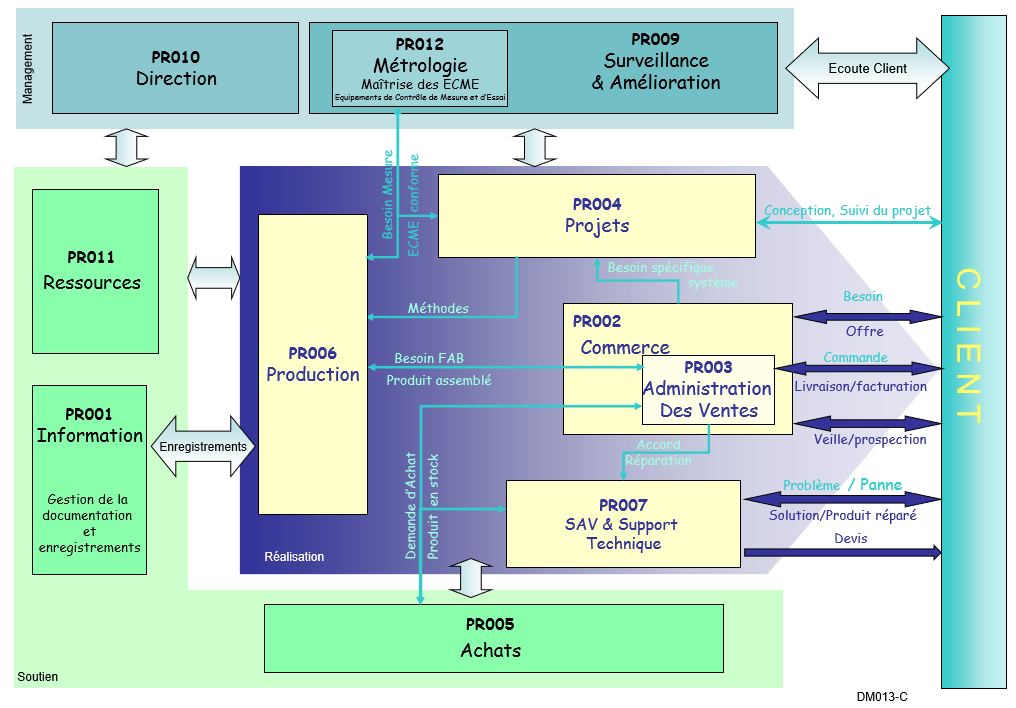 Management
PR010
Direction
PR012
Métrologie
Maîtrise des ECME
Equipements de Contrôle de Mesure et d'Essai
PR009
Surveillance
& Amélioration
Ecoute Client
CLIENT
Besoin Mesure
ECME conforme
PR004
Projets
Conception, Suivi du projet
PR011
Ressources
Besoin spécifique
système
Méthodes
PR006
Production
PR002
Commerce
Besoin
Offre
Besoin FAB
Produit assemblé
PR003
Administration
Des Ventes
Commande
Livraison/facturation
Veille/prospection
PR001
Information
Gestion de la
documentation
et
enregistrements
Enregistrements
Accord
Réparation
Demande d'Achat
Produit en stock
PR007
SAV & Support
Technique
Problème / Panne
Solution/Produit réparé
Devis
Réalisation
PR005
Achats
Soutien
DM013-C